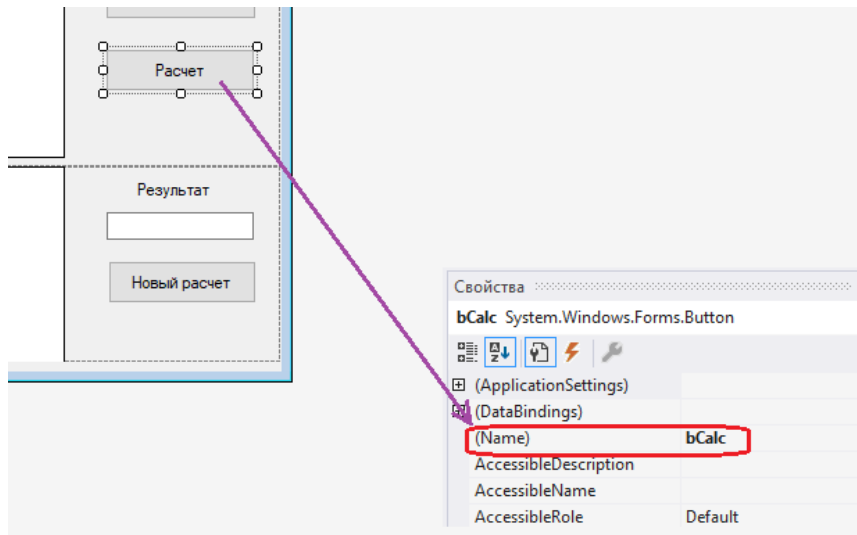 Расчет
Результат
Новый расчет
Свойства
bCalc System.Windows.Forms.Button
(ApplicationSettings)
(DataBindings)
(Name) bCalc
AccessibleDescription
AccessibleName
AccessibleRole Default